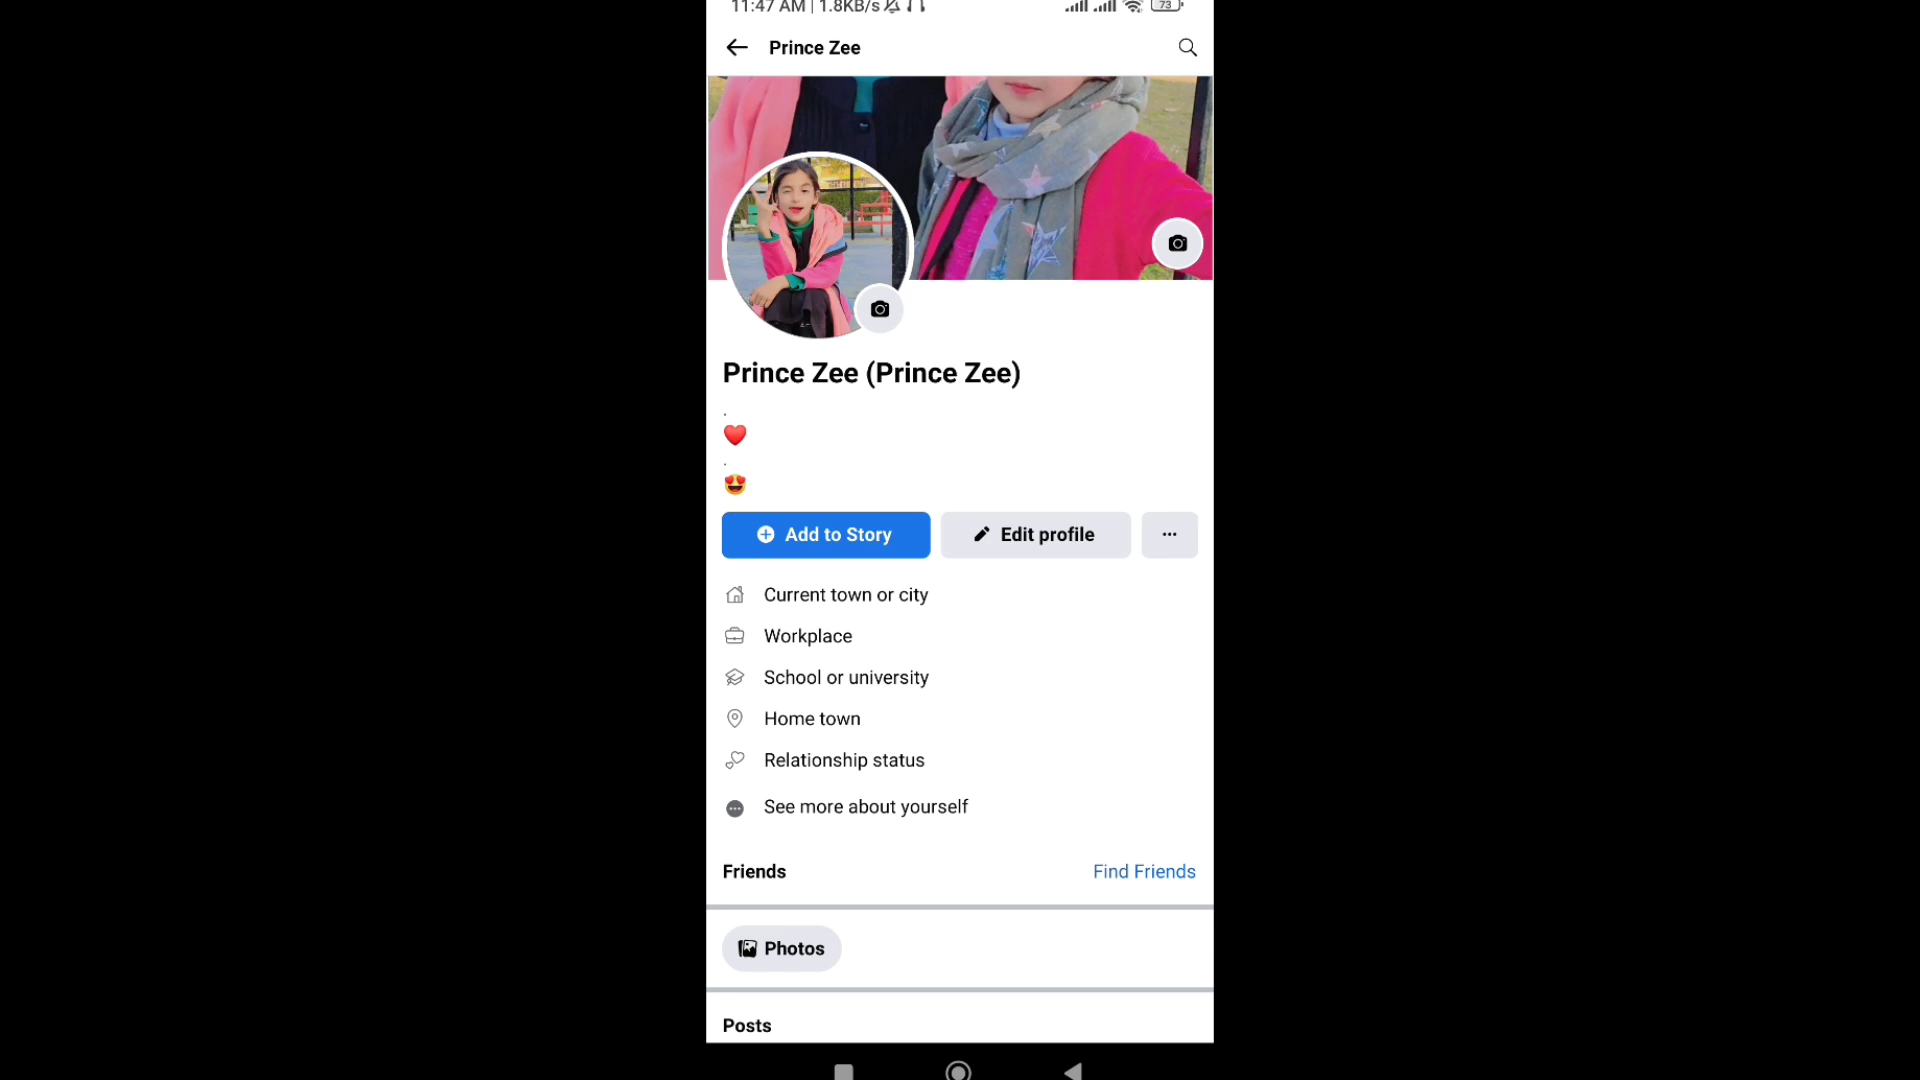 11:47 AM | 1.8KB/s
73
Prince Zee
Prince Zee (Prince Zee)
.
❤️
.
😍
Add to Story
Edit profile
...
Current town or city
Workplace
School or university
Home town
Relationship status
See more about yourself
Friends
Find Friends
Photos
Posts